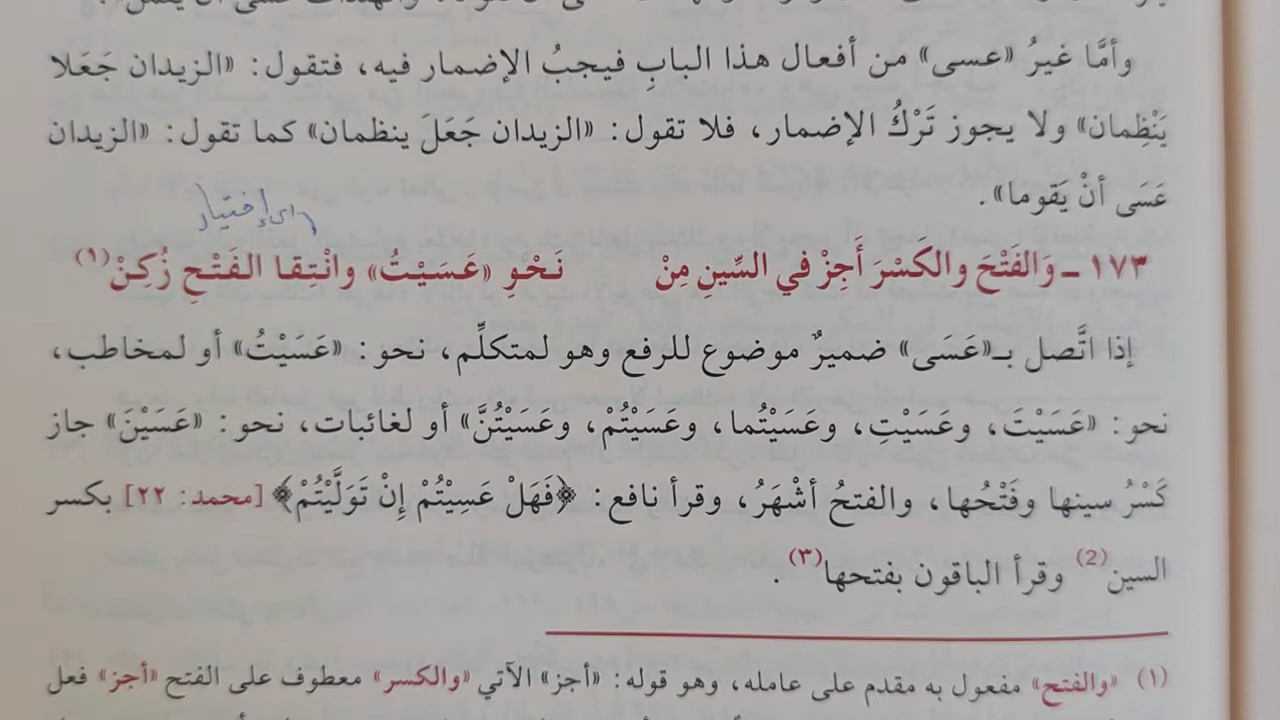 وأمَّا غيرُ «عسى» من أفعال هذا البابِ فيجبُ الإضمار فيه، فتقول: «الزيدان جَعَلا
يَنْظِمان» ولا يجوز تَرْكُ الإضمار، فلا تقول: «الزيدان جَعَلَ ينظمان» كما تقول: «الزيدان
عَسَى أنْ يَقوما».
اى إختيار
١٧٣ ـ وَالفَتْحَ والكَسْرَ أَجِزْ في السِّينِ مِنْ نَحْوِ «عَسَيْتُ» وانْتِقا الفَتْحِ زُكِنْ(١)
إذا اتَّصل بـ«عَسَى» ضميرٌ موضوع للرفع وهو لمتكلِّم، نحو: «عَسَيْتُ» أو لمخاطب،
نحو: «عَسَيْتَ، وعَسَيْتِ، وعَسَيْتُما، وعَسَيْتُمْ، وعَسَيْتُنَّ» أو لغائبات، نحو: «عَسَيْنَ» جاز
كَسْرُ سينها وفَتْحُها، والفتحُ أشْهَرُ، وقرأ نافع: ﴿فَهَلْ عَسِيْتُمْ إِنْ تَوَلَّيْتُمْ﴾ [محمد: ٢٢] بكسر
السين(2) وقرأ الباقون بفتحها(٣).
(١) «والفتح» مفعول به مقدم على عامله، وهو قوله: «أجز» الآتي «والكسر» معطوف على الفتح «أجز» فعل